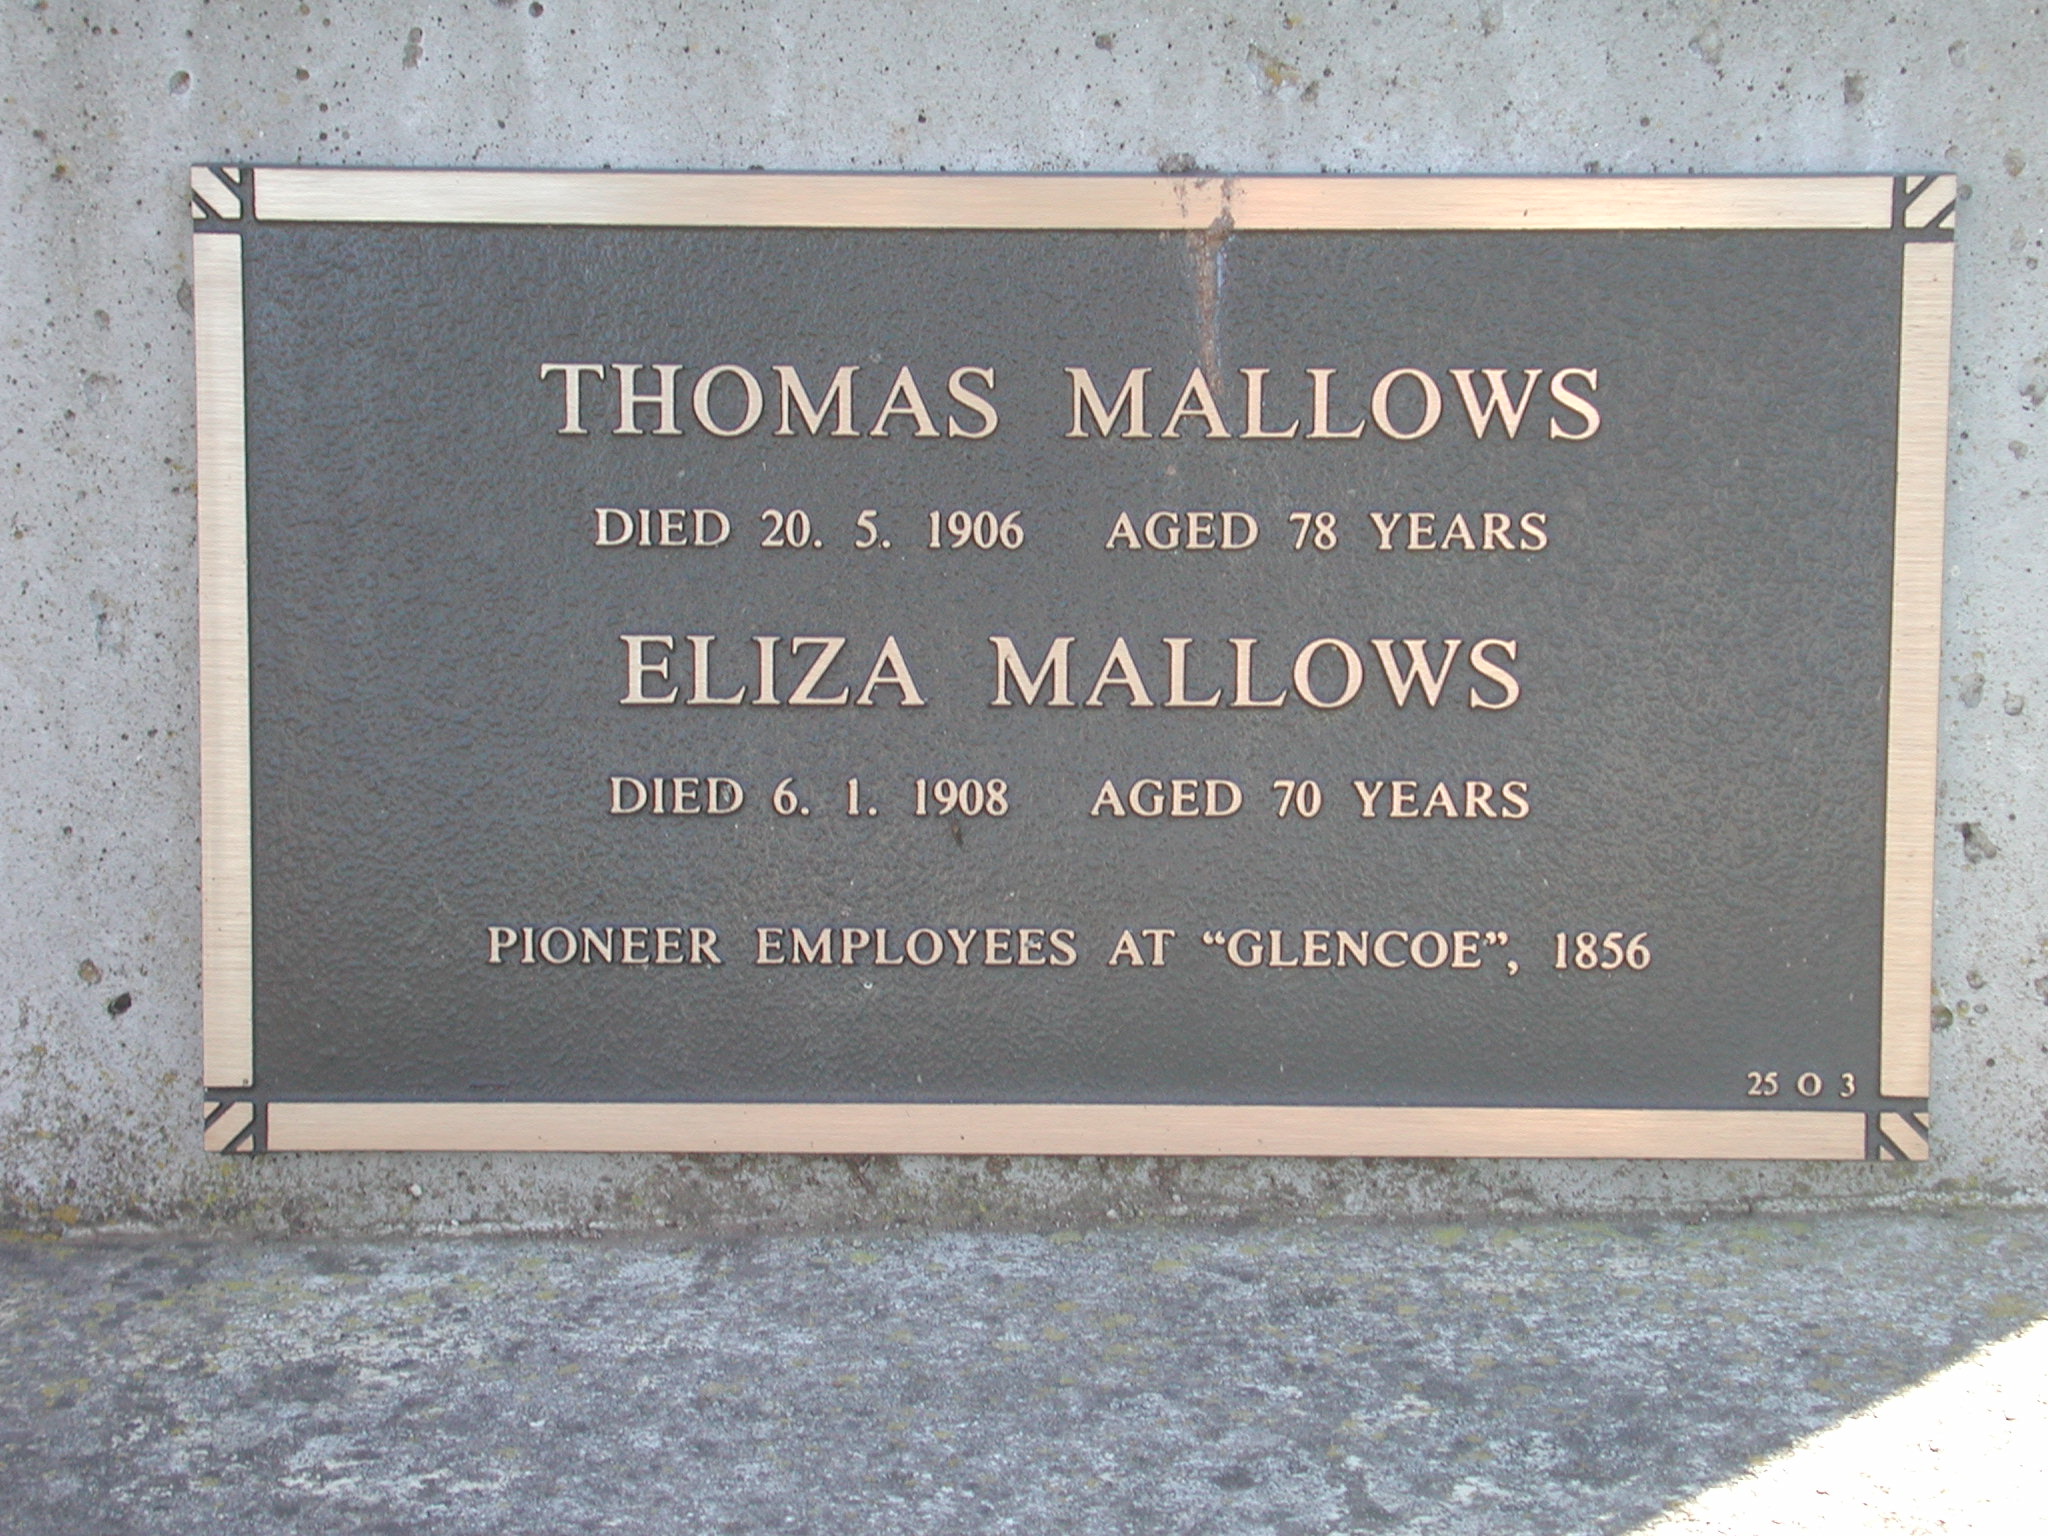 THOMAS MALLOWS
DIED 20. 5. 1906 AGED 78 YEARS
ELIZA MALLOWS
DIED 6. 1. 1908 AGED 70 YEARS
PIONEER EMPLOYEES AT “GLENCOE”, 1856
25 O 3